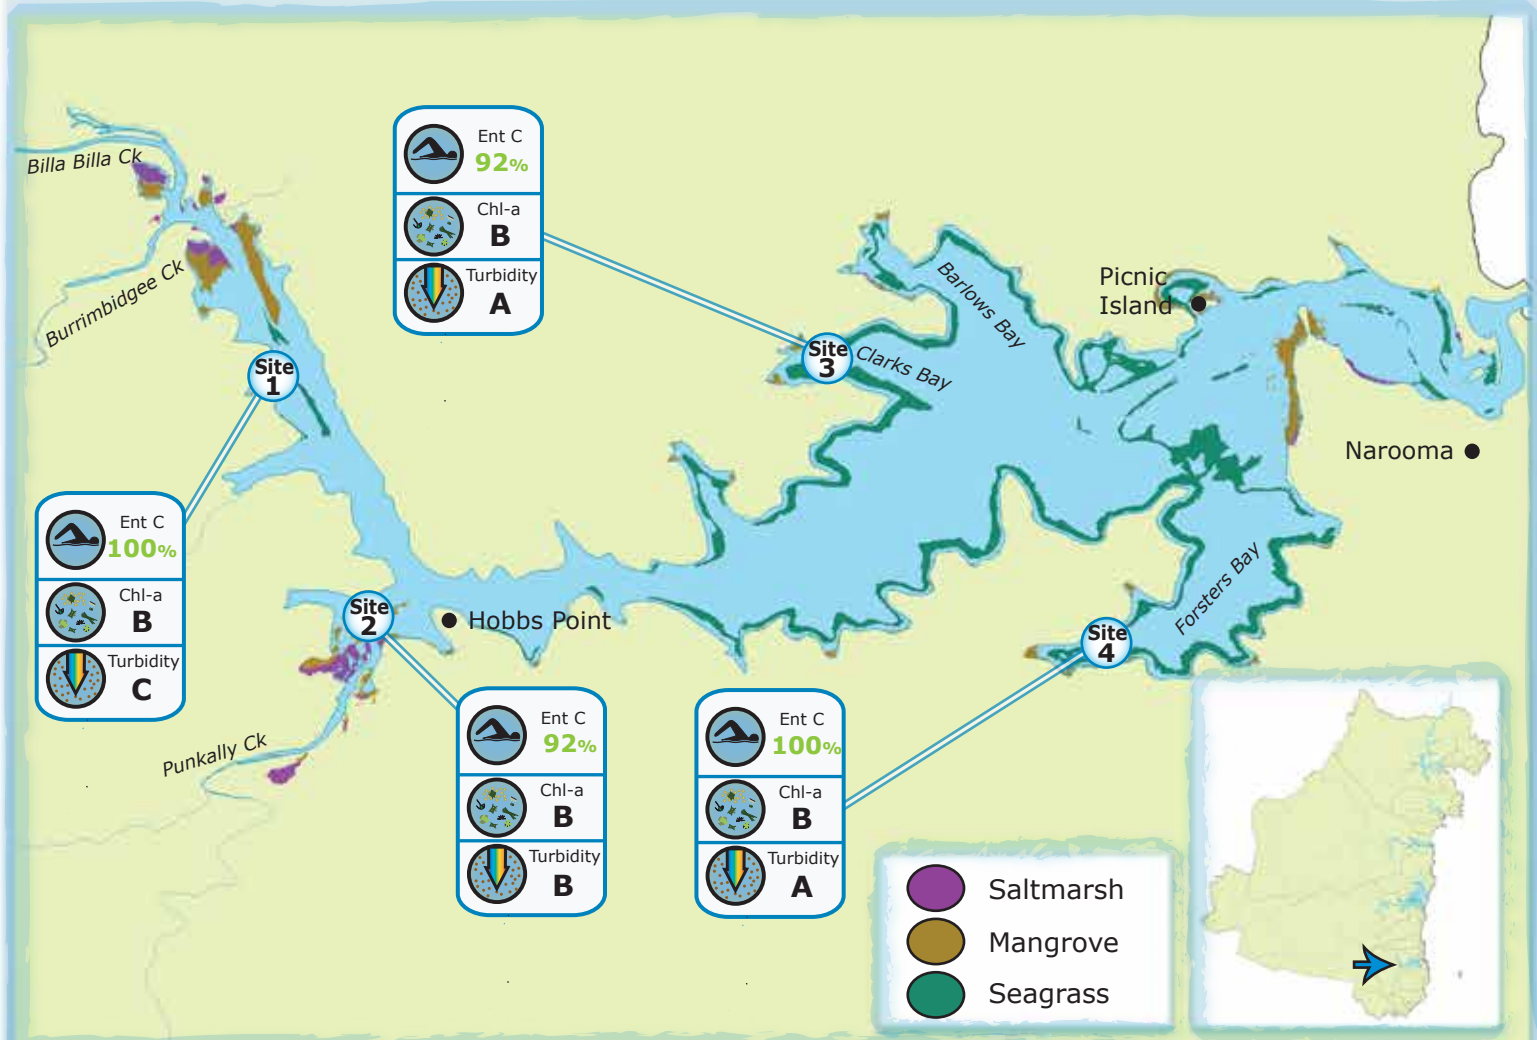 Billa Billa Ck
Burrimbidgee Ck
Site
1
Ent C
100%
Chl-a
B
Turbidity
C
Ent C
92%
Chl-a
B
Turbidity
A
Site
3
Clarks Bay
Barlows Bay
Picnic
Island
Narooma
Site
2
Hobbs Point
Punkally Ck
Ent C
92%
Chl-a
B
Turbidity
B
Site
4
Forsters Bay
Ent C
100%
Chl-a
B
Turbidity
A
Saltmarsh
Mangrove
Seagrass